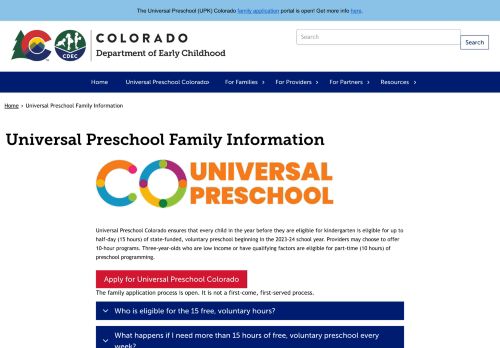 The Universal Preschool (UPK) Colorado family application portal is open! Get more info here.
COLORADO
Department of Early Childhood
CDEC
Search
Search
Home
Universal Preschool Colorado
For Families
For Providers
For Partners
Resources
Home › Universal Preschool Family Information
Universal Preschool Family Information
UNIVERSAL
PRESCHOOL
Universal Preschool Colorado ensures that every child in the year before they are eligible for kindergarten is eligible for up to
half-day (15 hours) of state-funded, voluntary preschool beginning in the 2023-24 school year. Providers may choose to offer
10-hour programs. Three-year-olds who are low income or have qualifying factors are eligible for part-time (10 hours) of
preschool programming.
Apply for Universal Preschool Colorado
The family application process is open. It is not a first-come, first-served process.
Who is eligible for the 15 free, voluntary hours?
What happens if I need more than 15 hours of free, voluntary preschool every
week?